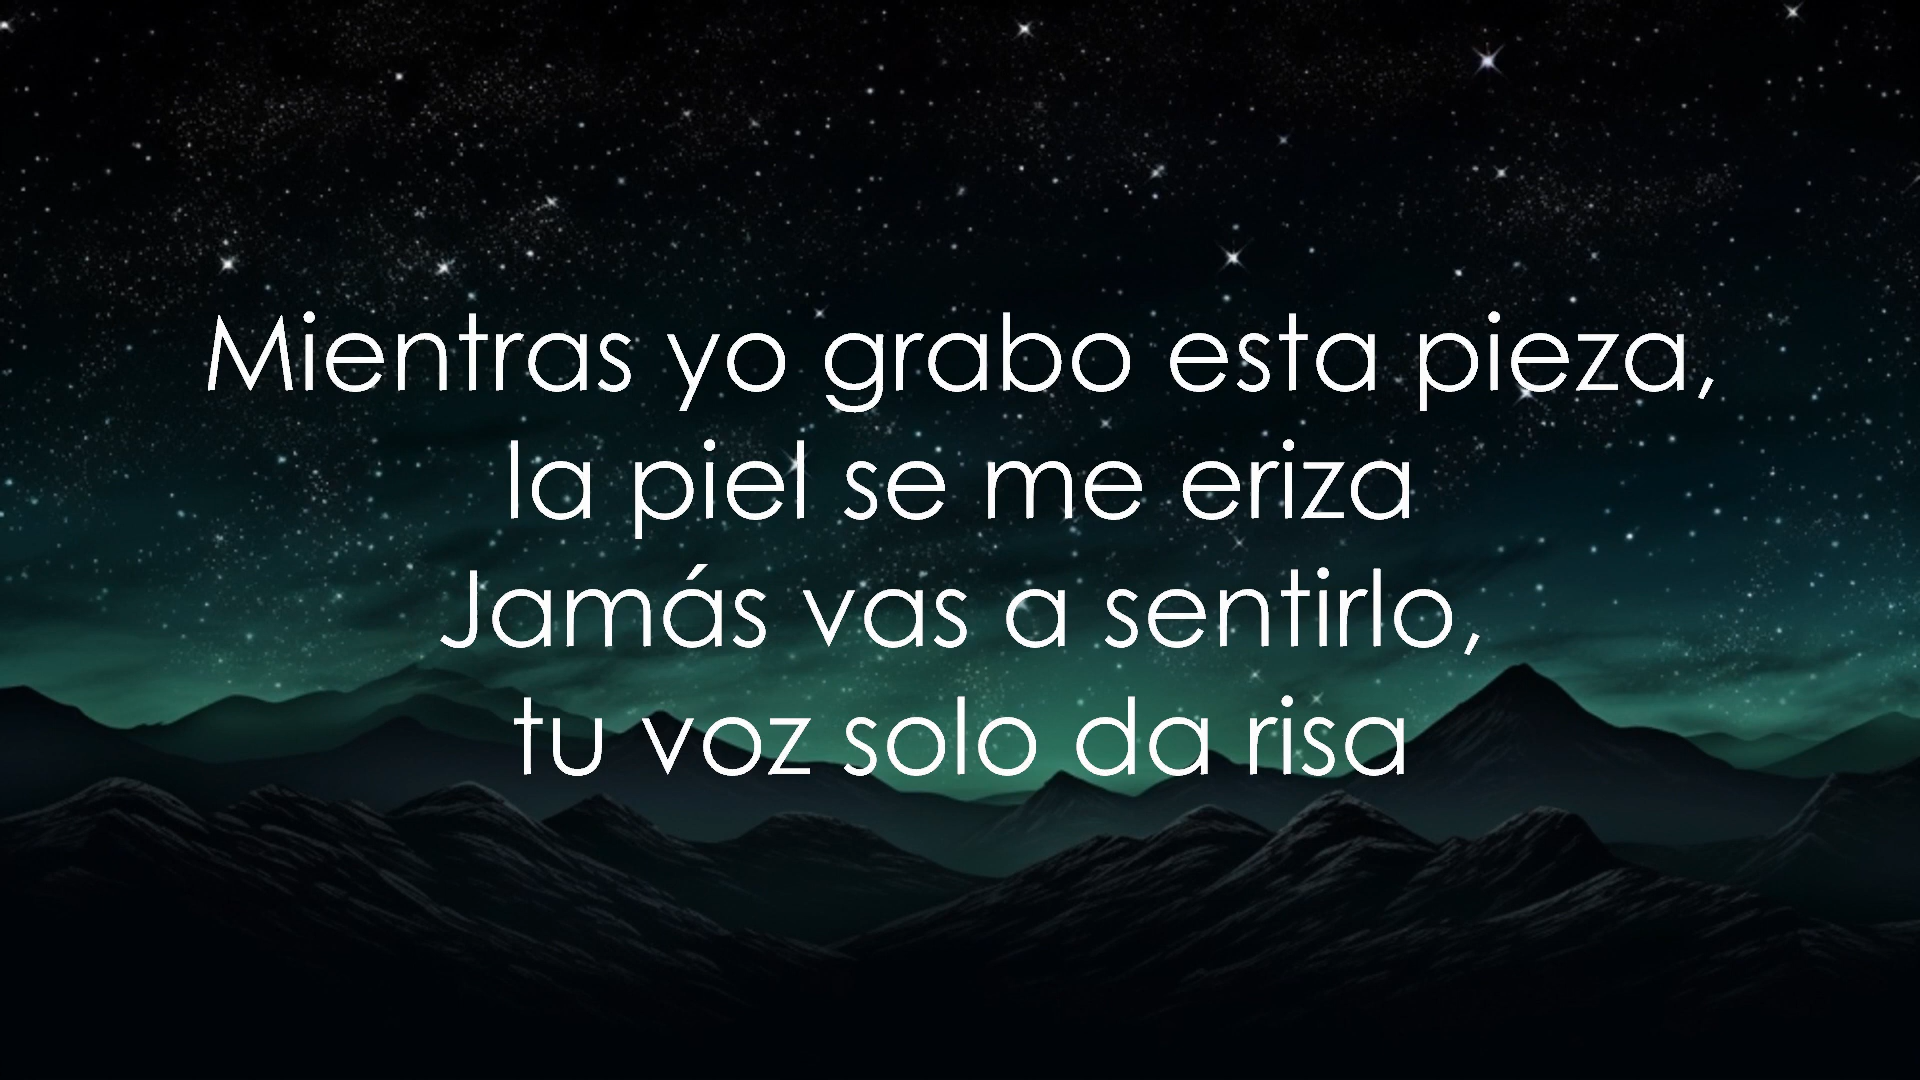 Mientras yo grabo esta pieza,
la piel se me eriza
Jamás vas a sentirlo,
tu voz solo da risa